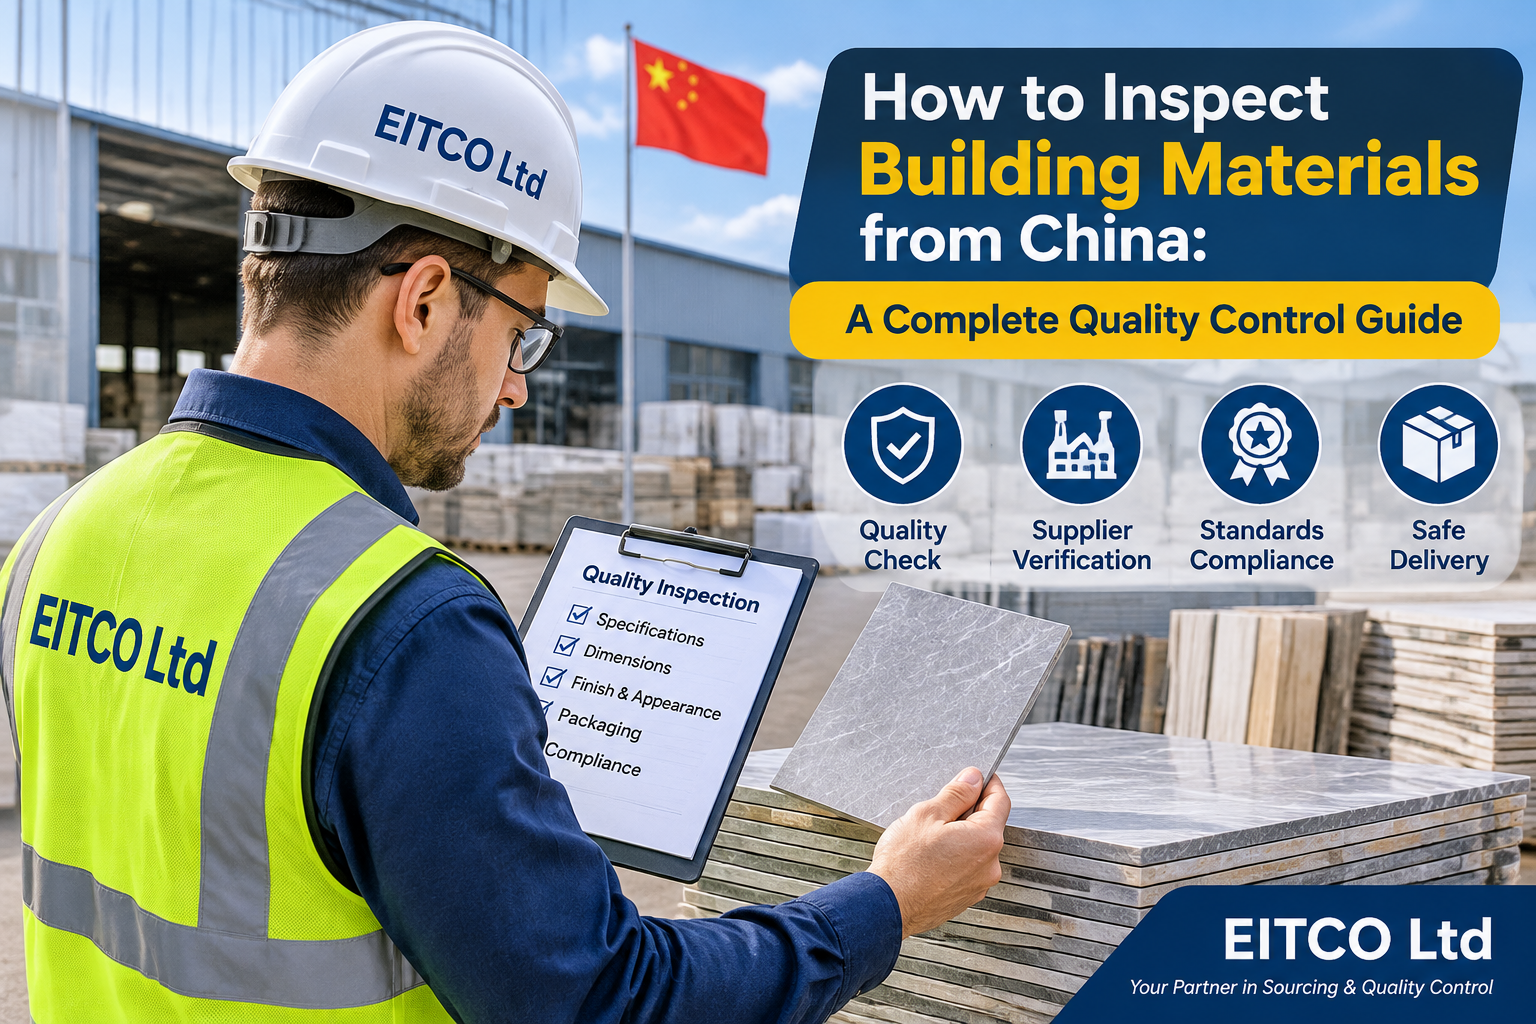 EITCO Ltd
How to Inspect
Building Materials
from China:
A Complete Quality Control Guide
Quality
Check
Supplier
Verification
Standards
Compliance
Safe
Delivery
Quality Inspection
Specifications
Dimensions
Finish & Appearance
Packaging
Compliance
EITCO Ltd
EITCO Ltd
Your Partner in Sourcing & Quality Control